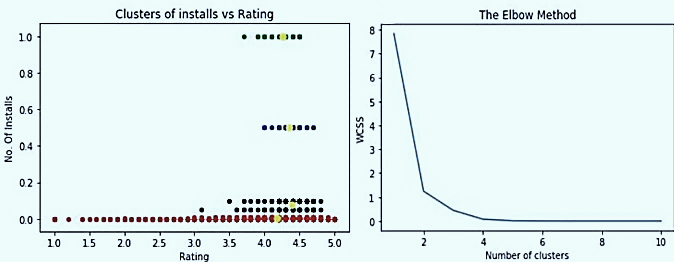 Clusters of installs vs Rating
No. Of Installs
1.0
0.8
0.6
0.4
0.2
0.0
1.0 1.5 2.0 2.5 3.0 3.5 4.0 4.5 5.0
Rating
The Elbow Method
WCSS
8
7
6
5
4
3
2
1
0
2 4 6 8 10
Number of clusters